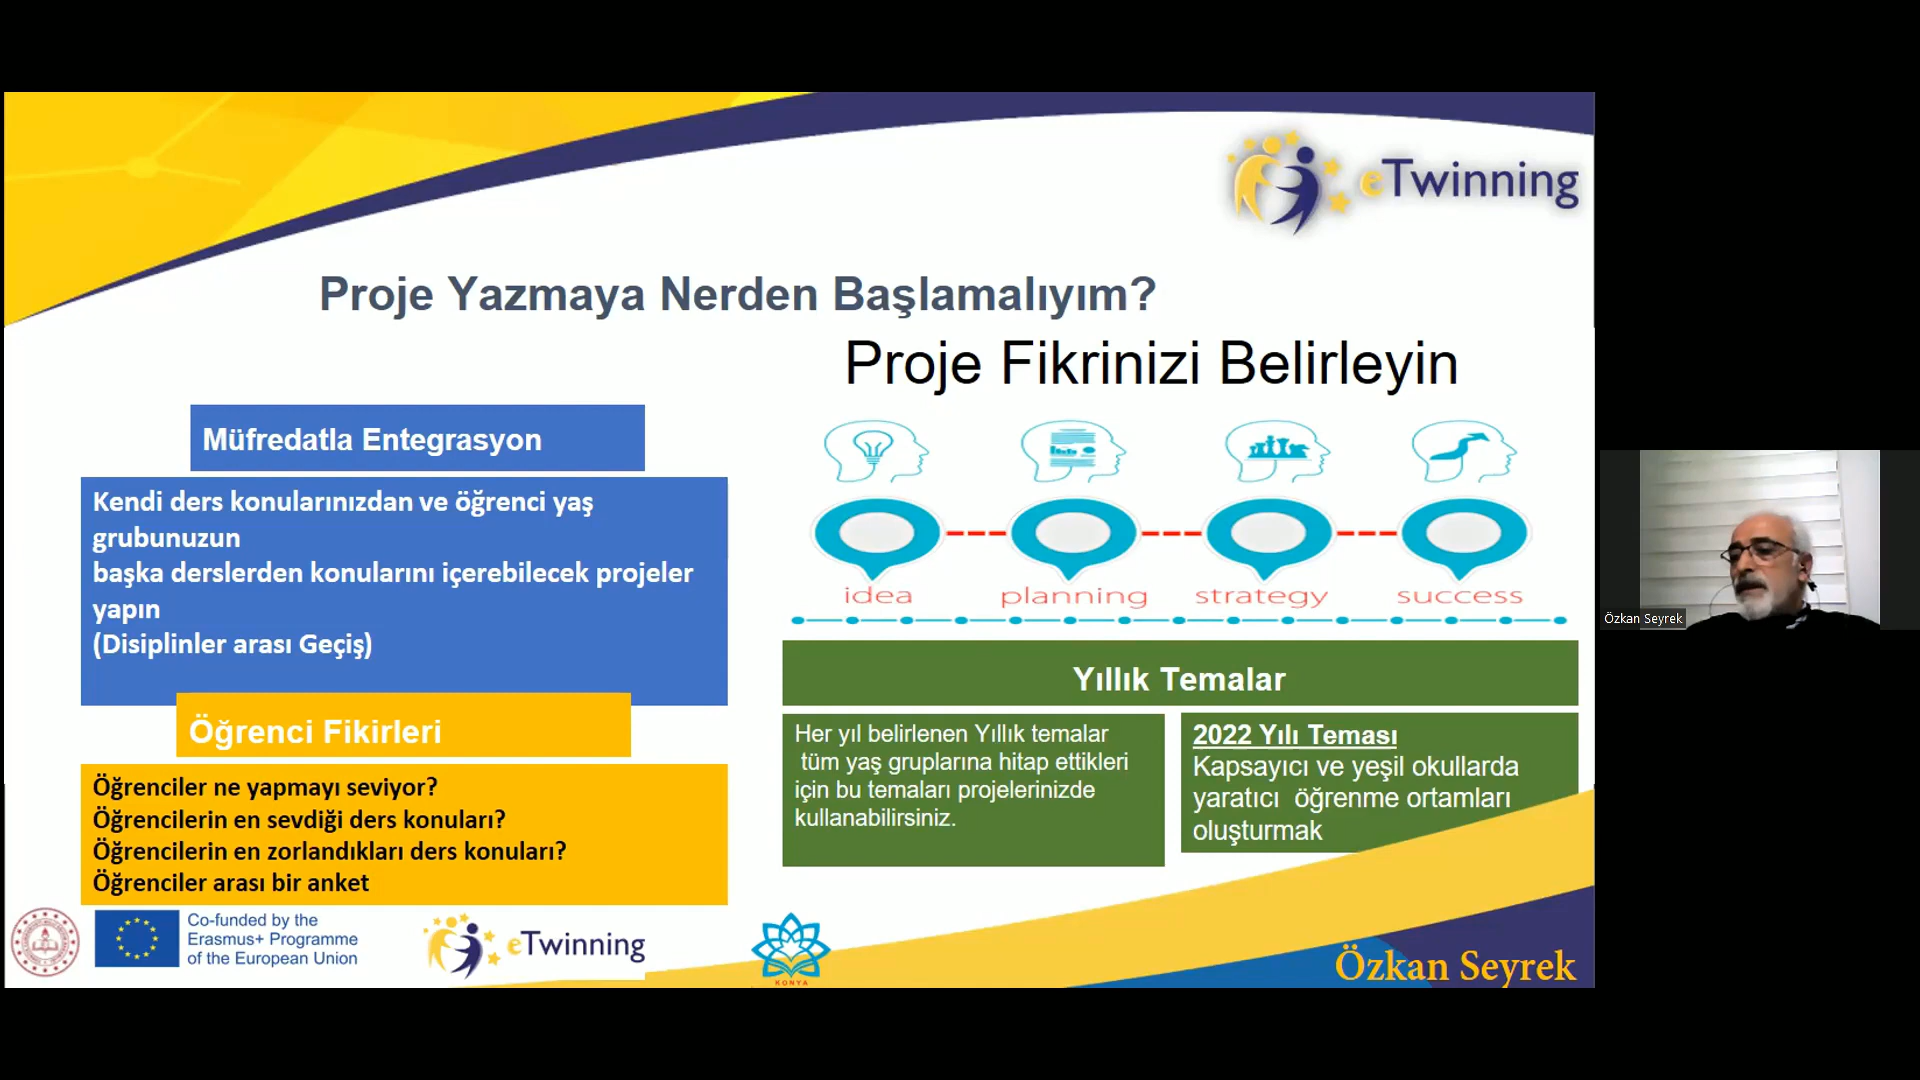 eTwinning
Proje Yazmaya Nerden Başlamalıyım?
Proje Fikrinizi Belirleyin
Müfredatla Entegrasyon
Kendi ders konularınızdan ve öğrenci yaş
grubunuzun
başka derslerden konularını içerebilecek projeler
yapın
(Disiplinler arası Geçiş)
Öğrenci Fikirleri
Öğrenciler ne yapmayı seviyor?
Öğrencilerin en sevdiği ders konuları?
Öğrencilerin en zorlandıkları ders konuları?
Öğrenciler arası bir anket
idea planning strategy success
Yıllık Temalar
Her yıl belirlenen Yıllık temalar
tüm yaş gruplarına hitap ettikleri
için bu temaları projelerinizde
kullanabilirsiniz.
2022 Yılı Teması
Kapsayıcı ve yeşil okullarda
yaratıcı öğrenme ortamları
oluşturmak
Co-funded by the
Erasmus+ Programme
of the European Union
eTwinning
KONYA
Özkan Seyrek
Özkan Seyrek